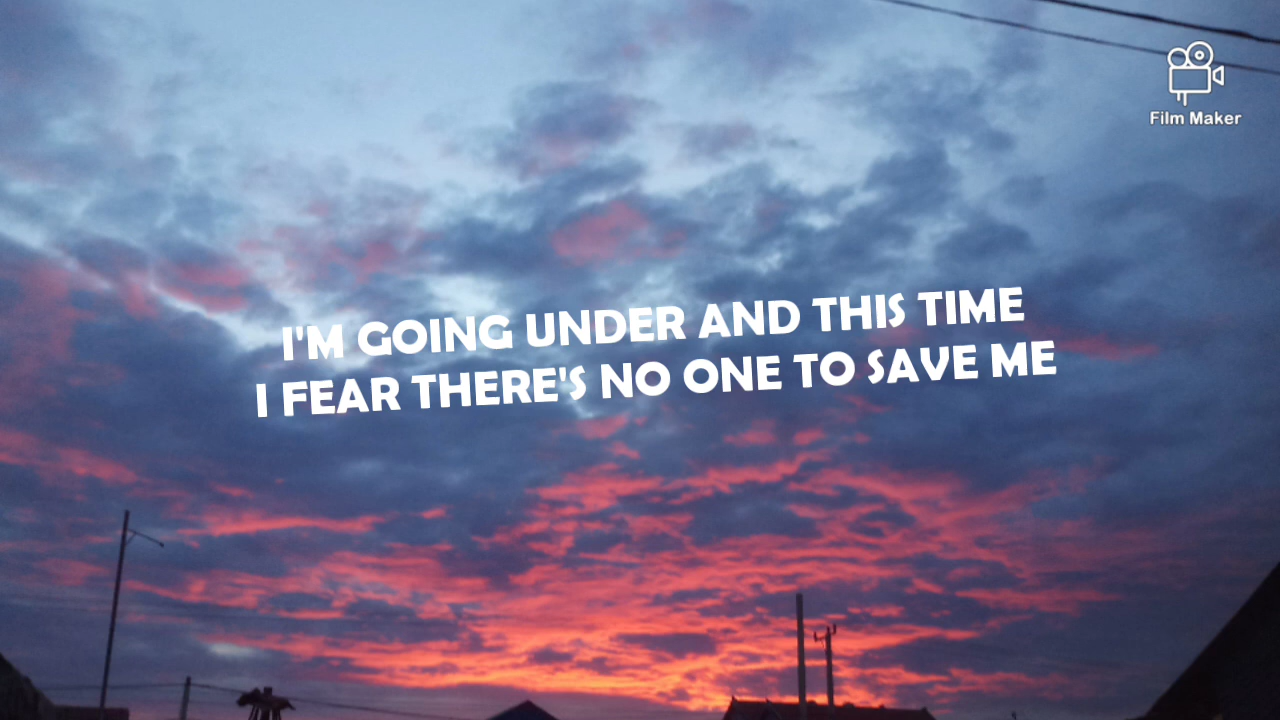 Film Maker
I'M GOING UNDER AND THIS TIME
I FEAR THERE'S NO ONE TO SAVE ME